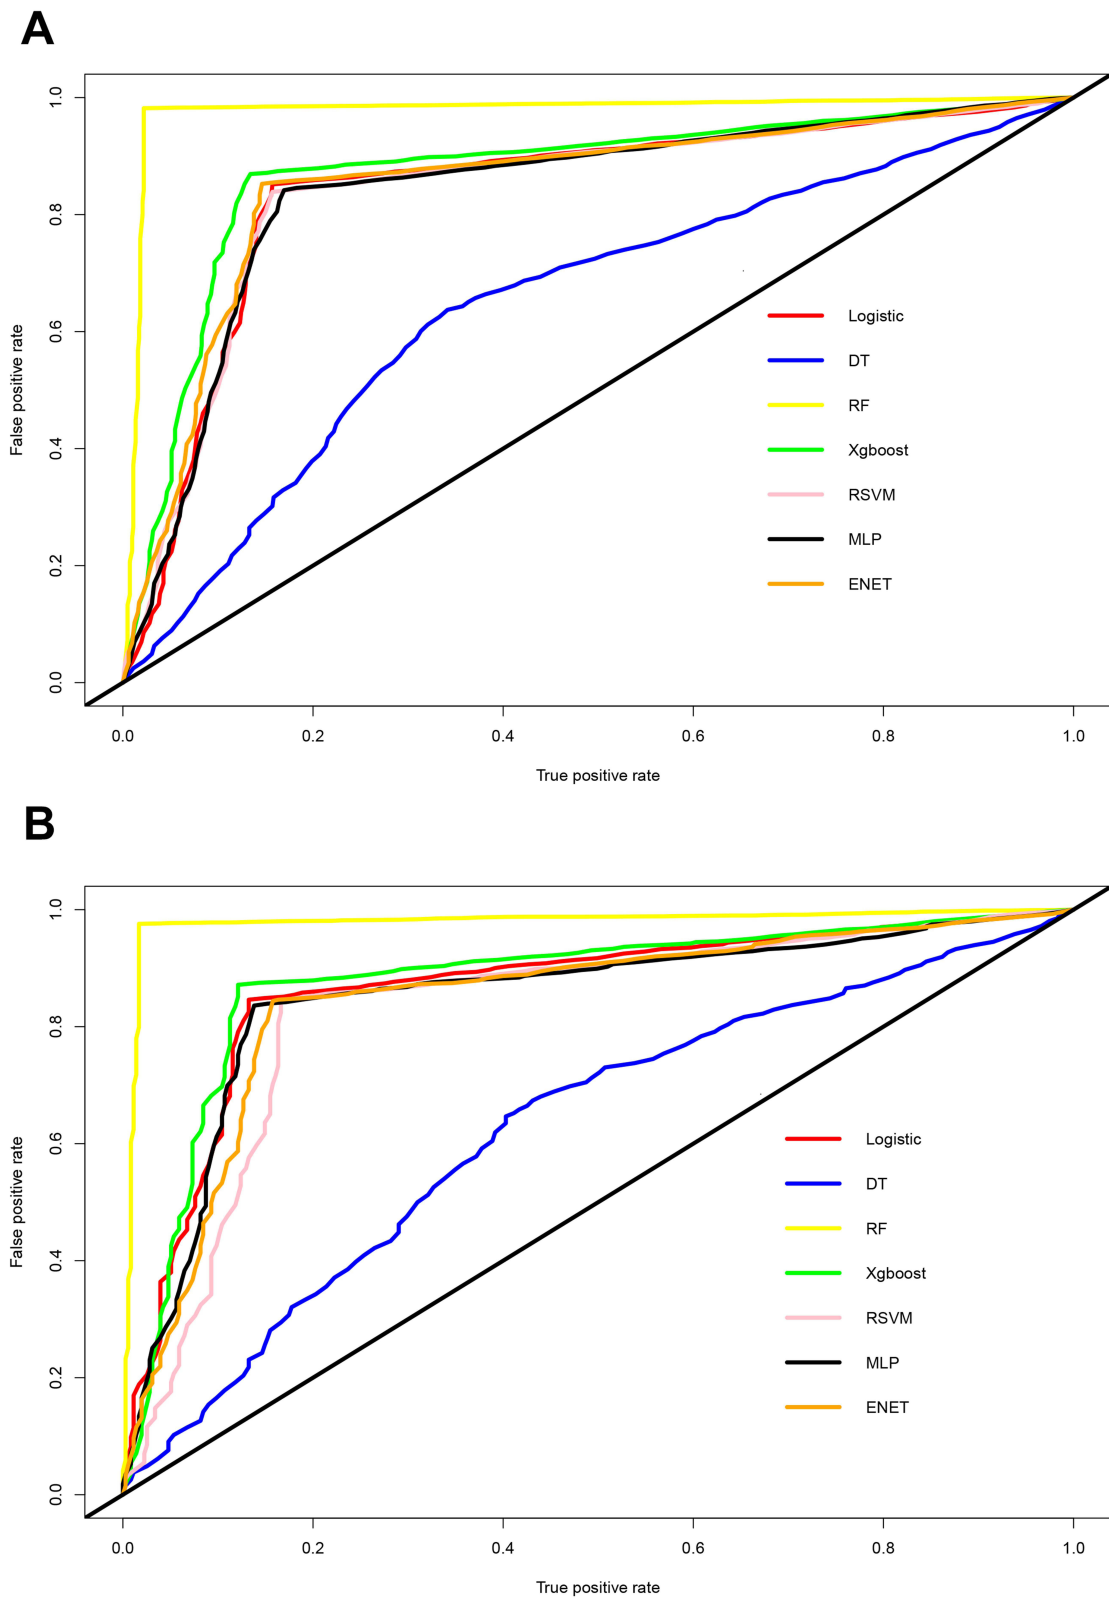 A
1.0
0.8
0.6
0.4
0.2
0.0
False positive rate
Logistic
DT
RF
Xgboost
RSVM
MLP
ENET
0.0 0.2 0.4 0.6 0.8 1.0
True positive rate
B
1.0
0.8
0.6
0.4
0.2
0.0
False positive rate
Logistic
DT
RF
Xgboost
RSVM
MLP
ENET
0.0 0.2 0.4 0.6 0.8 1.0
True positive rate